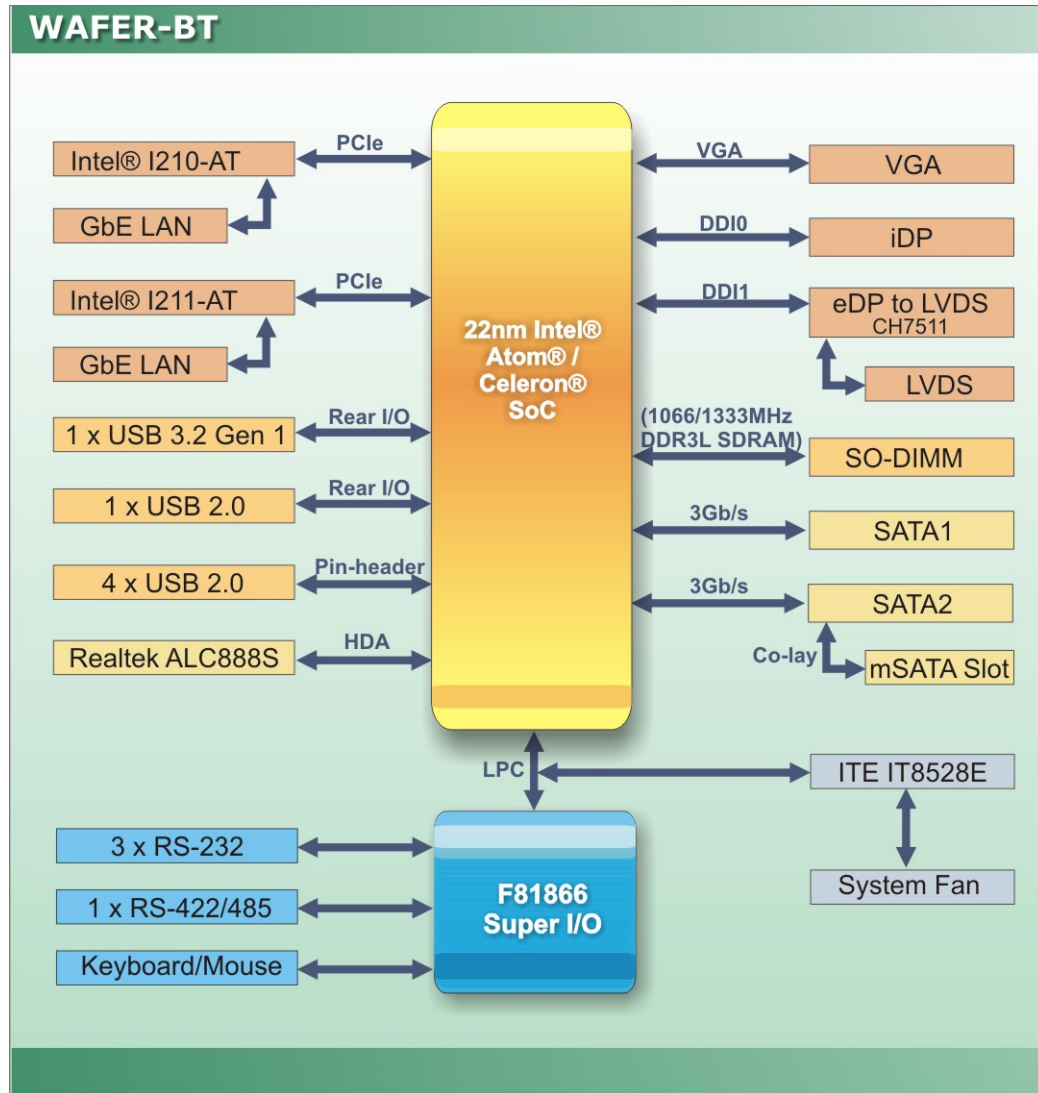 WAFER-BT
Intel® I210-AT
PCIe
GbE LAN
Intel® I211-AT
PCIe
GbE LAN
1 x USB 3.2 Gen 1
Rear I/O
1 x USB 2.0
Rear I/O
4 x USB 2.0
Pin-header
Realtek ALC888S
HDA
22nm Intel®
Atom® /
Celeron®
SoC
VGA
VGA
DDI0
iDP
DDI1
eDP to LVDS
CH7511
LVDS
(1066/1333MHz
DDR3L SDRAM)
SO-DIMM
3Gb/s
SATA1
3Gb/s
SATA2
Co-lay
mSATA Slot
LPC
ITE IT8528E
System Fan
3 x RS-232
1 x RS-422/485
Keyboard/Mouse
F81866
Super I/O